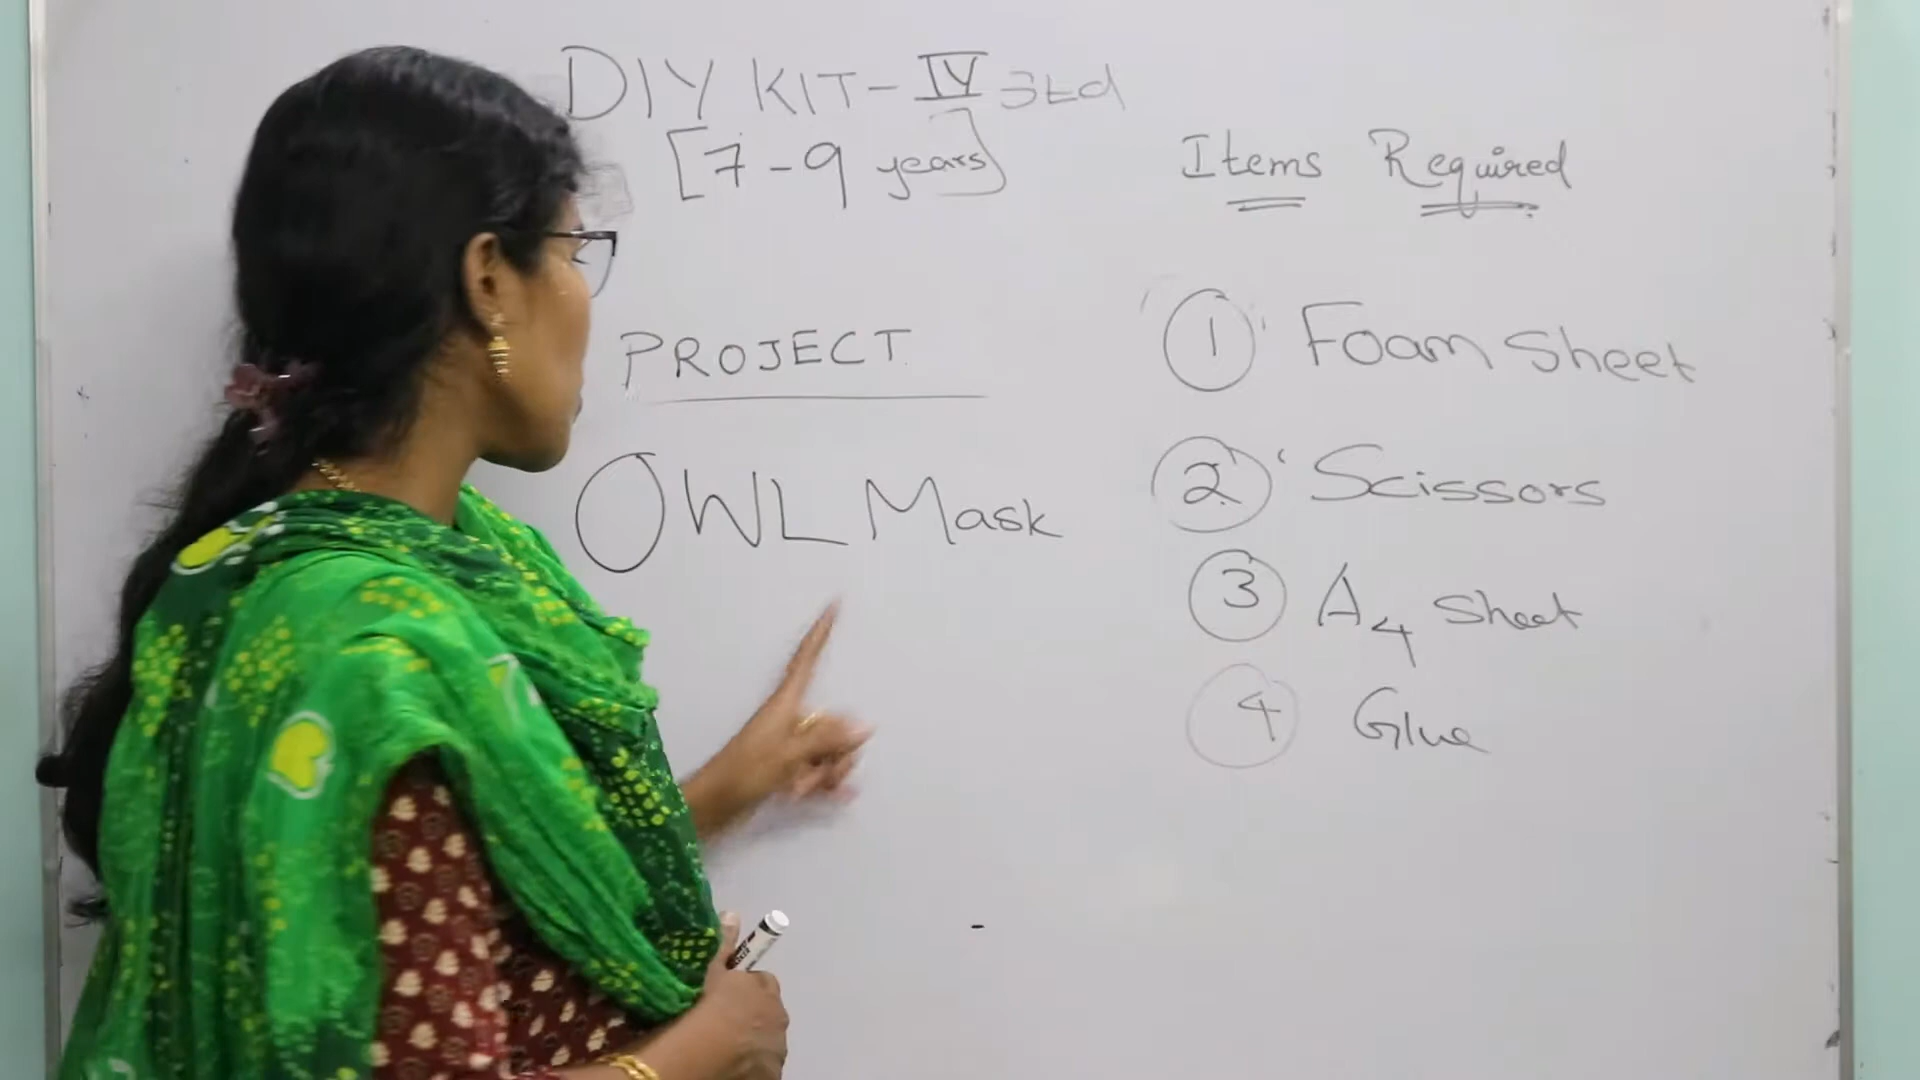 DIY KIT - IV Std
[7-9 years]
PROJECT
OWL Mask
Items Required
1 Foam Sheet
2 Scissors
3 A4 Sheet
4 Glue